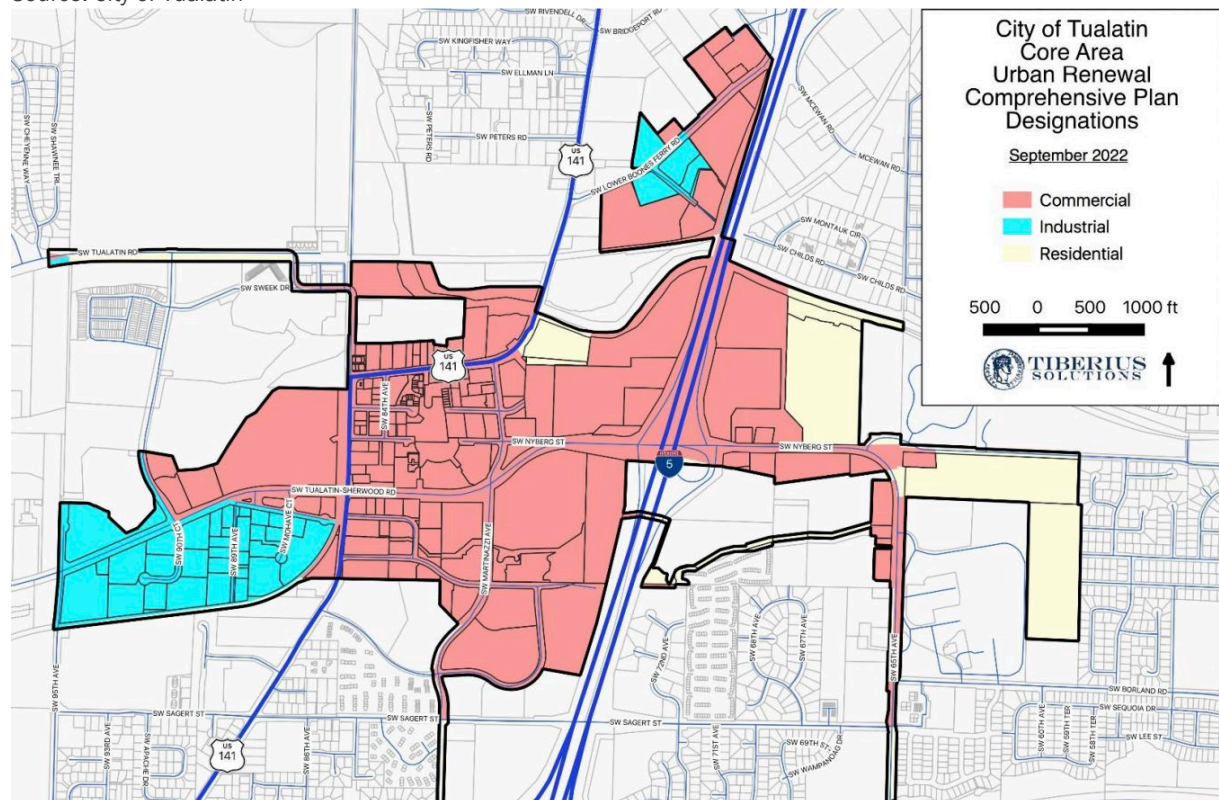 Source: City of Tualatin
City of Tualatin
Core Area
Urban Renewal
Comprehensive Plan
Designations
September 2022
Commercial
Industrial
Residential
500 0 500 1000 ft
TIBERIUS
SOLUTIONS
SW RIVENDELL DR
SW BRIDGEPORT RD
SW KINGFISHER WAY
SW ELLMAN LN
SW PETERS RD
SW PETERS RD
SW CHEYENNE WAY
SW SHAWNEE TRL
US
141
SW LOWER BOONES FERRY RD
SW MCEWAN RD
MCEWAN RD
SW MONTAUK CIR
SW CHILDS RD
SW CHILDS RD
SW TUALATIN RD
SW SWEEK DR
US
141
SW 84TH AVE
SW NYBERG ST
SW NYBERG ST
5
SW TUALATIN-SHERWOOD RD
SW 90TH CT
SW 89TH AVE
SW MOHAVE CT
SW MARTINAZZI AVE
SW 95TH AVE
SW 72ND AVE
SW 68TH AVE
SW 67TH AVE
SW 65TH AVE
SW BORLAND RD
SW SEQUOIA DR
SW LEE ST
SW SAGERT ST
SW SAGERT ST
SW SAGERT ST
SW 93RD AVE
SW APACHE DR
SW 86TH AVE
US
141
SW 71ST AVE
SW 69TH ST
SW WAMPANOAG DR
SW 60TH AVE
SW 59TH TER
SW 58TH TER